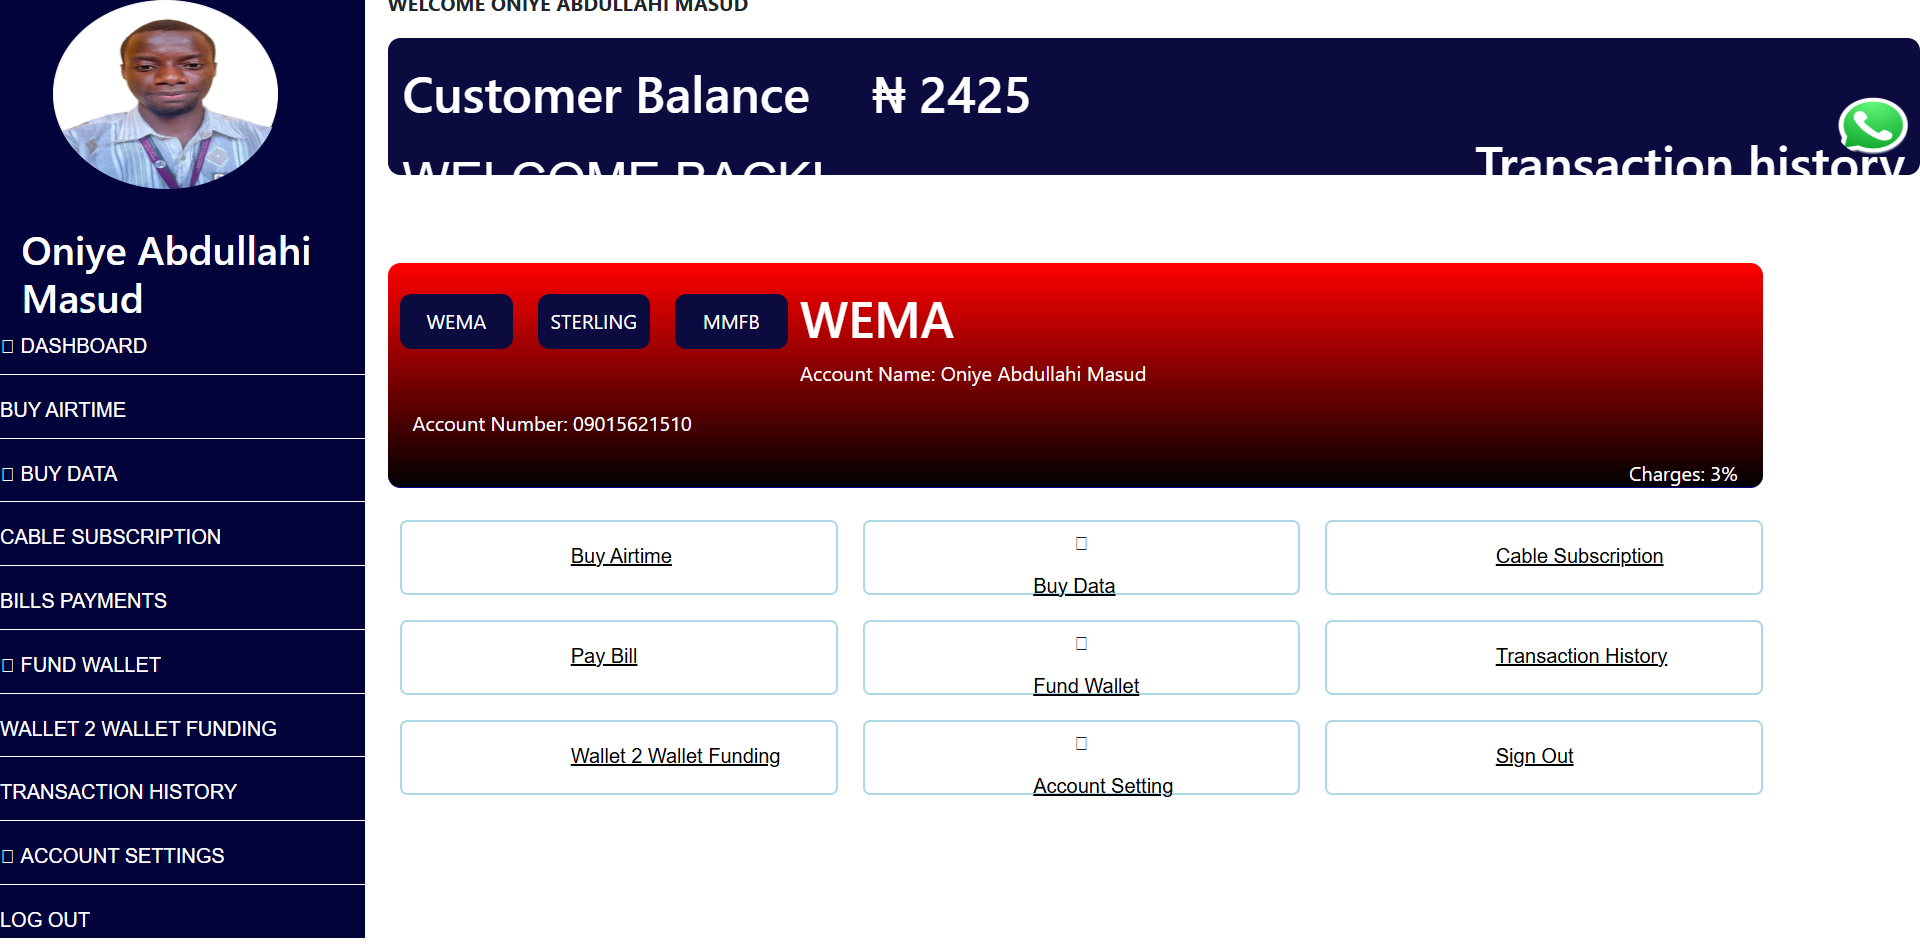 WELCOME ONIYE ABDULLAHI MASUD
Customer Balance ₦ 2425
WELCOME BACK!
Transaction history
Oniye Abdullahi
Masud
DASHBOARD
BUY AIRTIME
BUY DATA
CABLE SUBSCRIPTION
BILLS PAYMENTS
FUND WALLET
WALLET 2 WALLET FUNDING
TRANSACTION HISTORY
ACCOUNT SETTINGS
LOG OUT
WEMA STERLING MMFB WEMA
Account Name: Oniye Abdullahi Masud
Account Number: 09015621510
Charges: 3%
Buy Airtime
Buy Data
Cable Subscription
Pay Bill
Fund Wallet
Transaction History
Wallet 2 Wallet Funding
Account Setting
Sign Out